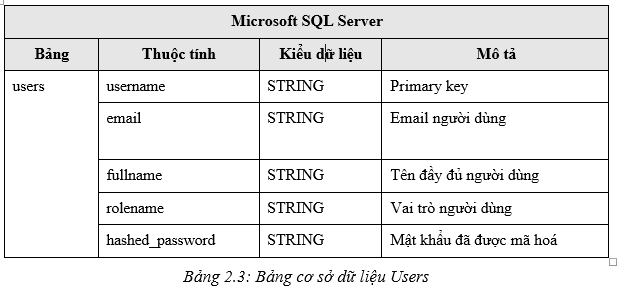 Microsoft SQL Server
Bảng Thuộc tính Kiểu dữ liệu Mô tả
users username STRING Primary key
email STRING Email người dùng
fullname STRING Tên đầy đủ người dùng
rolename STRING Vai trò người dùng
hashed_password STRING Mật khẩu đã được mã hoá
Bảng 2.3: Bảng cơ sở dữ liệu Users